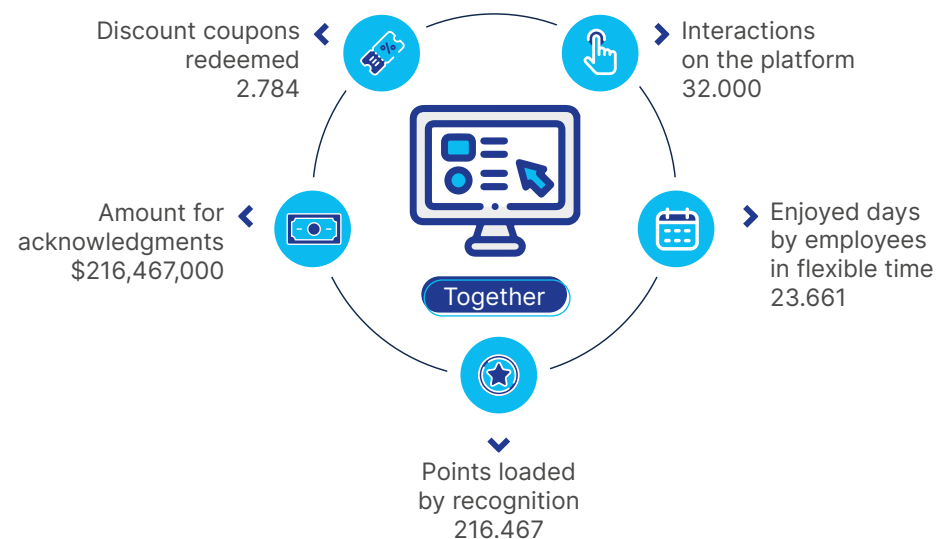 Discount coupons
redeemed
2.784
Interactions
on the platform
32.000
Amount for
acknowledgments
$216,467,000
Enjoyed days
by employees
in flexible time
23.661
Together
Points loaded
by recognition
216.467